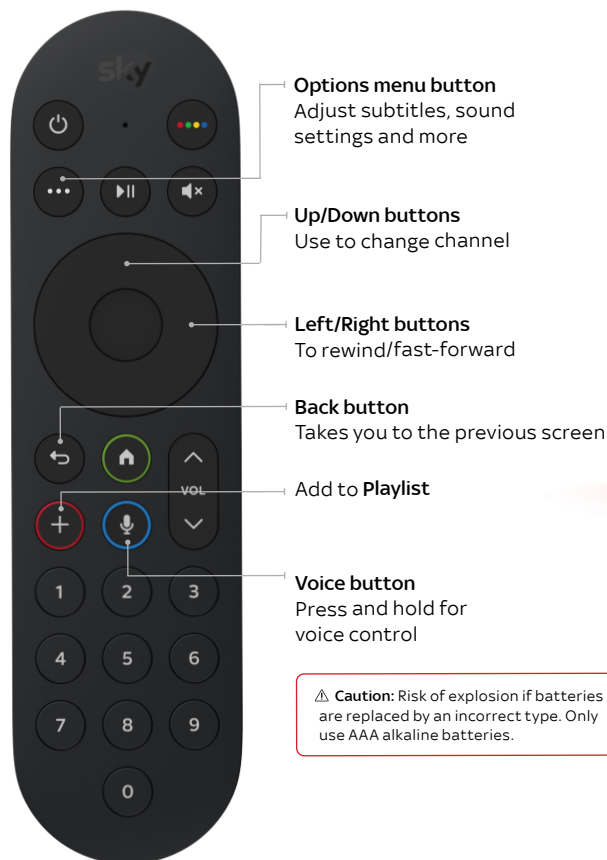 sky
Options menu button
Adjust subtitles, sound
settings and more
Up/Down buttons
Use to change channel
Left/Right buttons
To rewind/fast-forward
Back button
Takes you to the previous screen
VOL
Add to Playlist
Voice button
Press and hold for
voice control
1 2 3
4 5 6
7 8 9
0
⚠ Caution: Risk of explosion if batteries
are replaced by an incorrect type. Only
use AAA alkaline batteries.